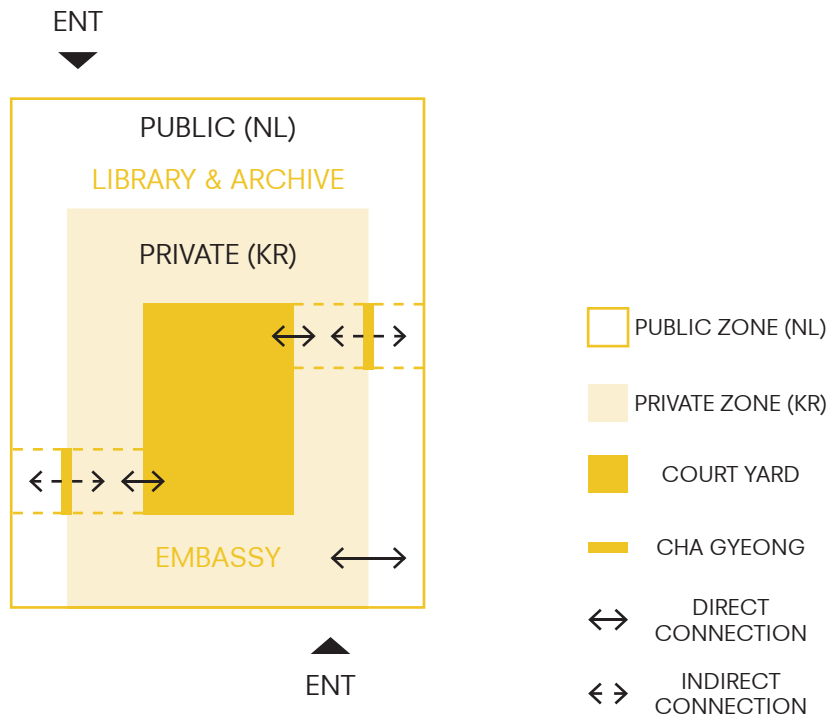 ENT
PUBLIC (NL)
LIBRARY & ARCHIVE
PRIVATE (KR)
EMBASSY
ENT
PUBLIC ZONE (NL)
PRIVATE ZONE (KR)
COURT YARD
CHA GYEONG
DIRECT
CONNECTION
INDIRECT
CONNECTION